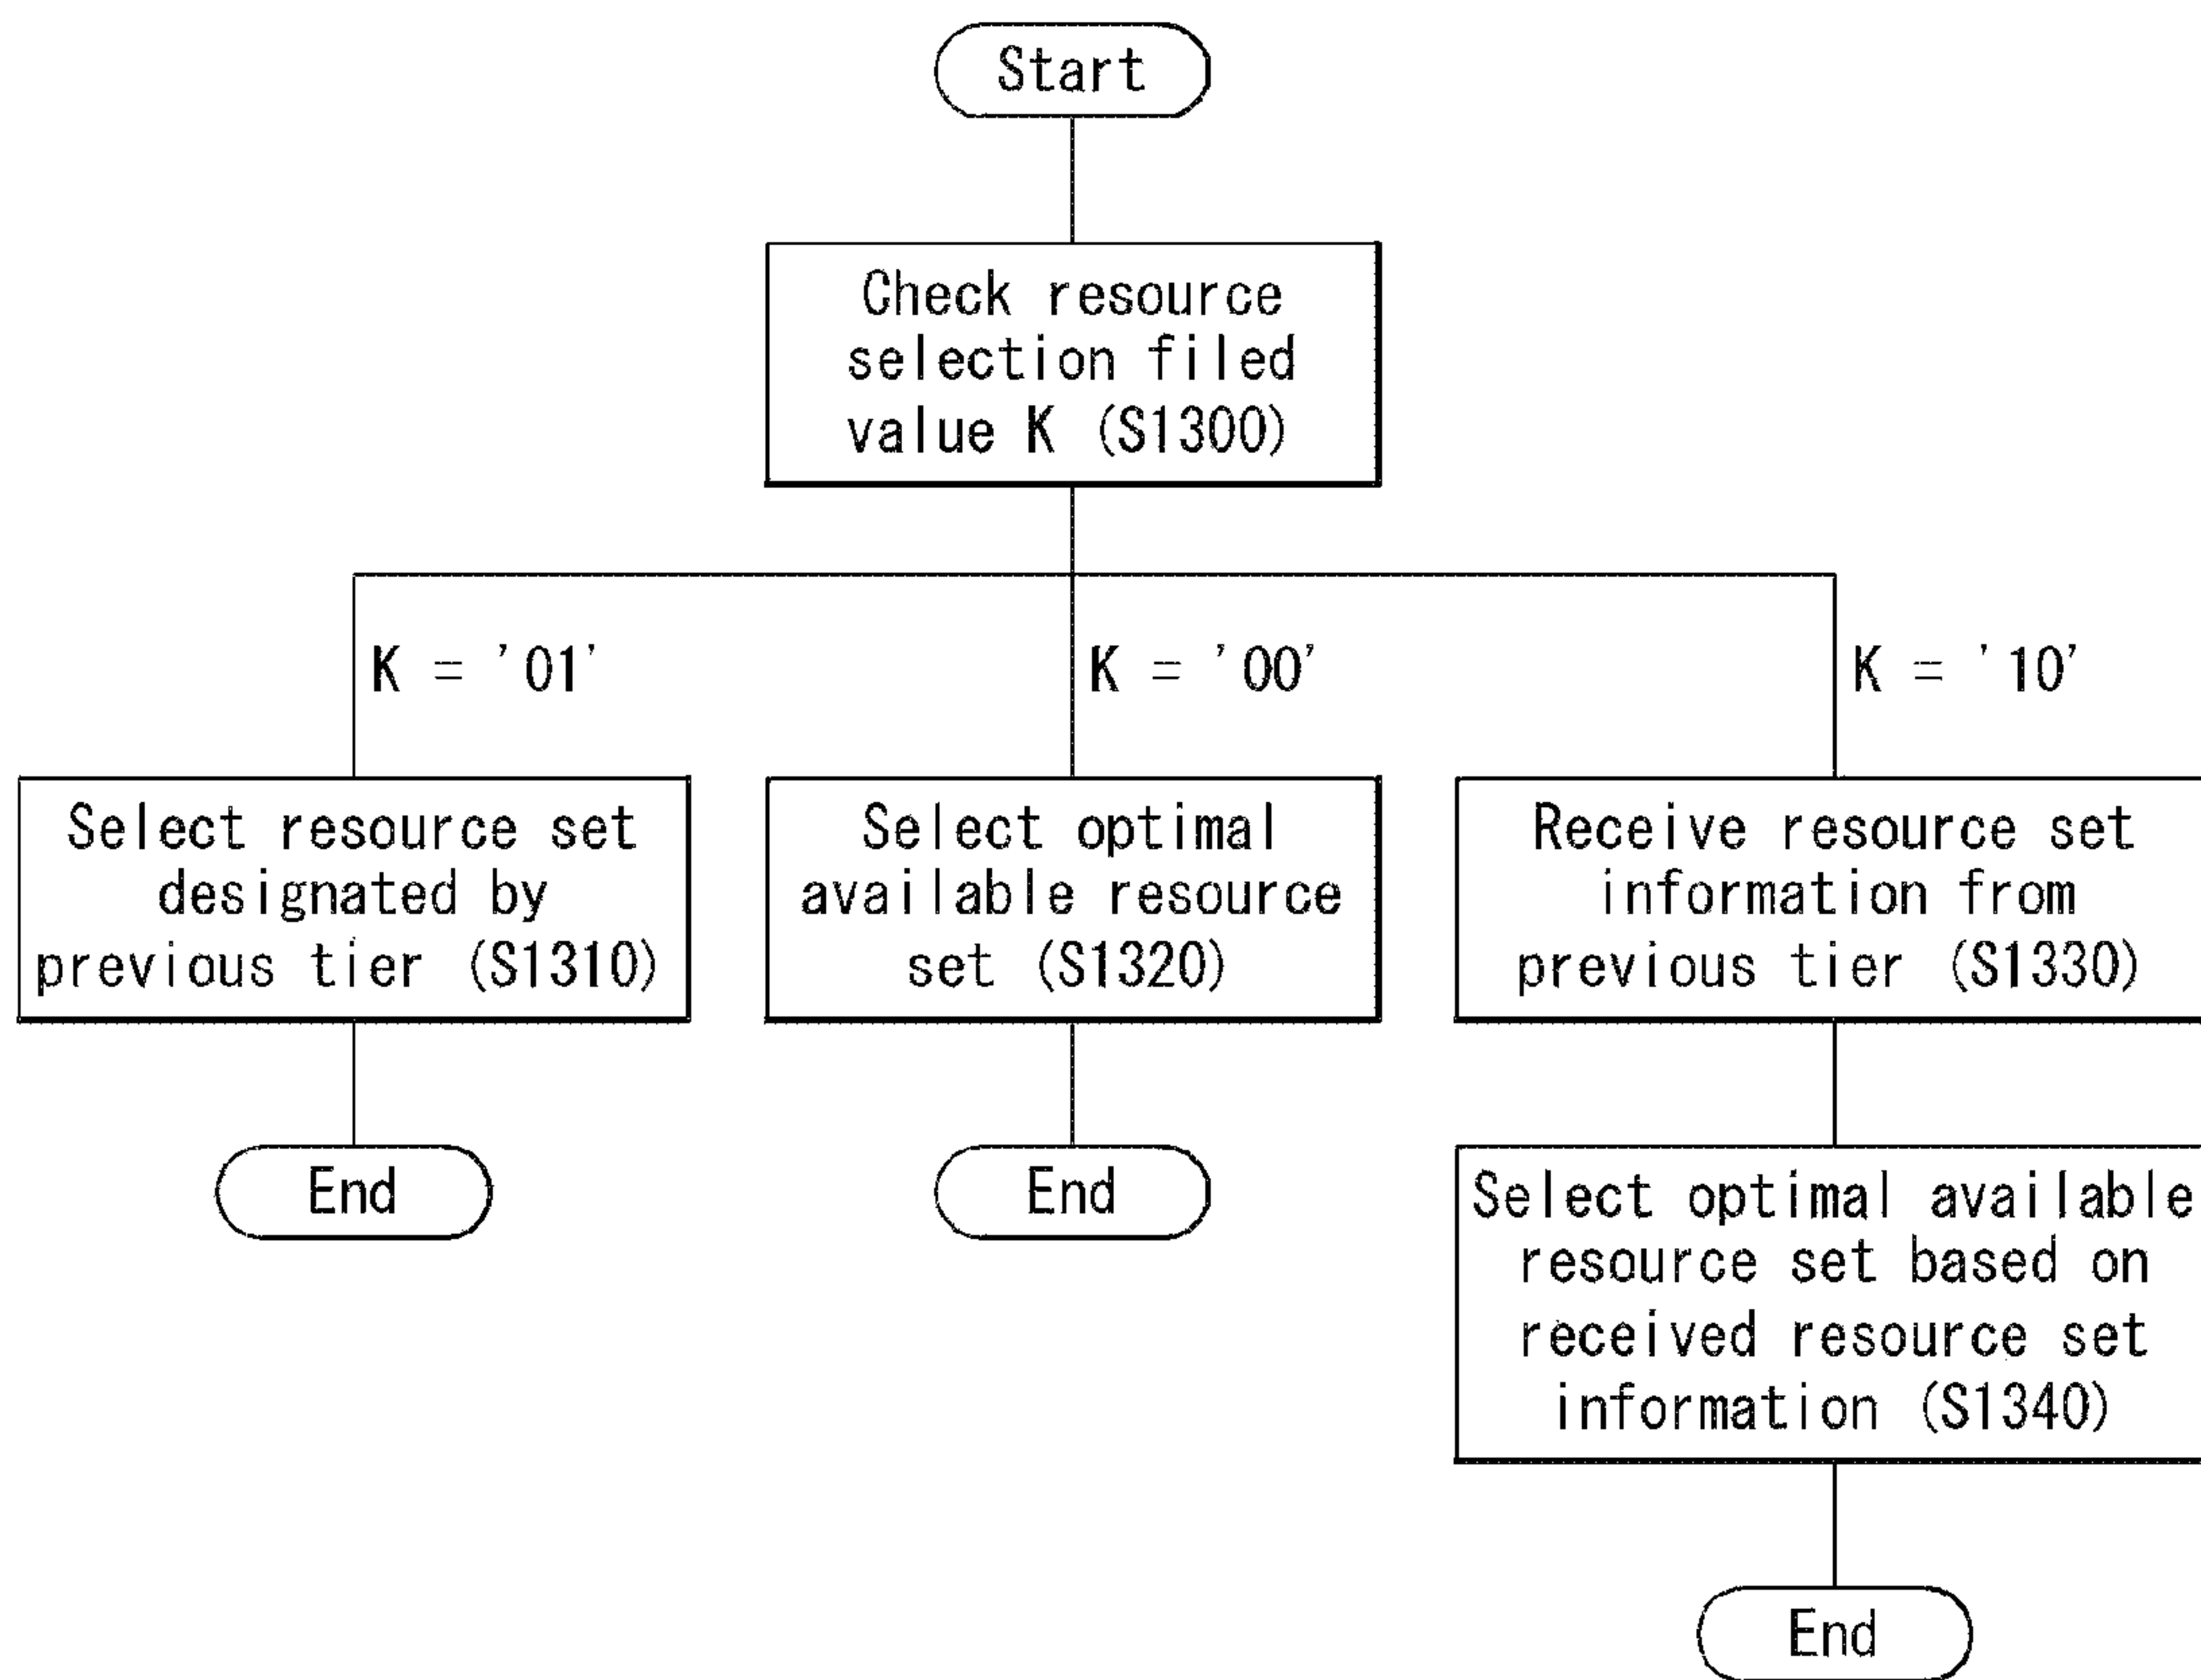 Start
Check resource
selection filed
value K (S1300)
K = '01'
K = '00'
K = '10'
Select resource set
designated by
previous tier (S1310)
Select optimal
available resource
set (S1320)
Receive resource set
information from
previous tier (S1330)
End
End
Select optimal available
resource set based on
received resource set
information (S1340)
End